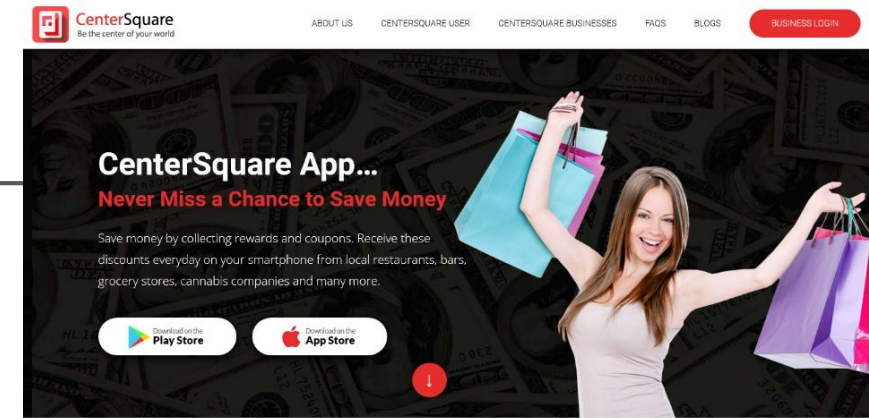 CenterSquare
Be the center of your world
ABOUT US CENTERSQUARE USER CENTERSQUARE BUSINESSES FAQS BLOGS BUSINESS LOGIN
CenterSquare App...
Never Miss a Chance to Save Money
Save money by collecting rewards and coupons. Receive these
discounts everyday on your smartphone from local restaurants, bars,
grocery stores, cannabis companies and many more.
Download on the
Play Store
Download on the
App Store